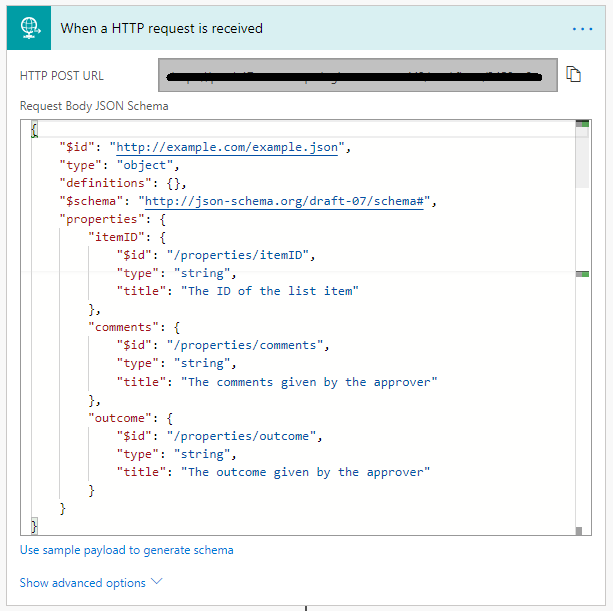 When a HTTP request is received
HTTP POST URL
Request Body JSON Schema
{
"$id": "http://example.com/example.json",
"type": "object",
"definitions": {},
"$schema": "http://json-schema.org/draft-07/schema#",
"properties": {
"itemID": {
"$id": "/properties/itemID",
"type": "string",
"title": "The ID of the list item"
},
"comments": {
"$id": "/properties/comments",
"type": "string",
"title": "The comments given by the approver"
},
"outcome": {
"$id": "/properties/outcome",
"type": "string",
"title": "The outcome given by the approver"
}
}
}
Use sample payload to generate schema
Show advanced options